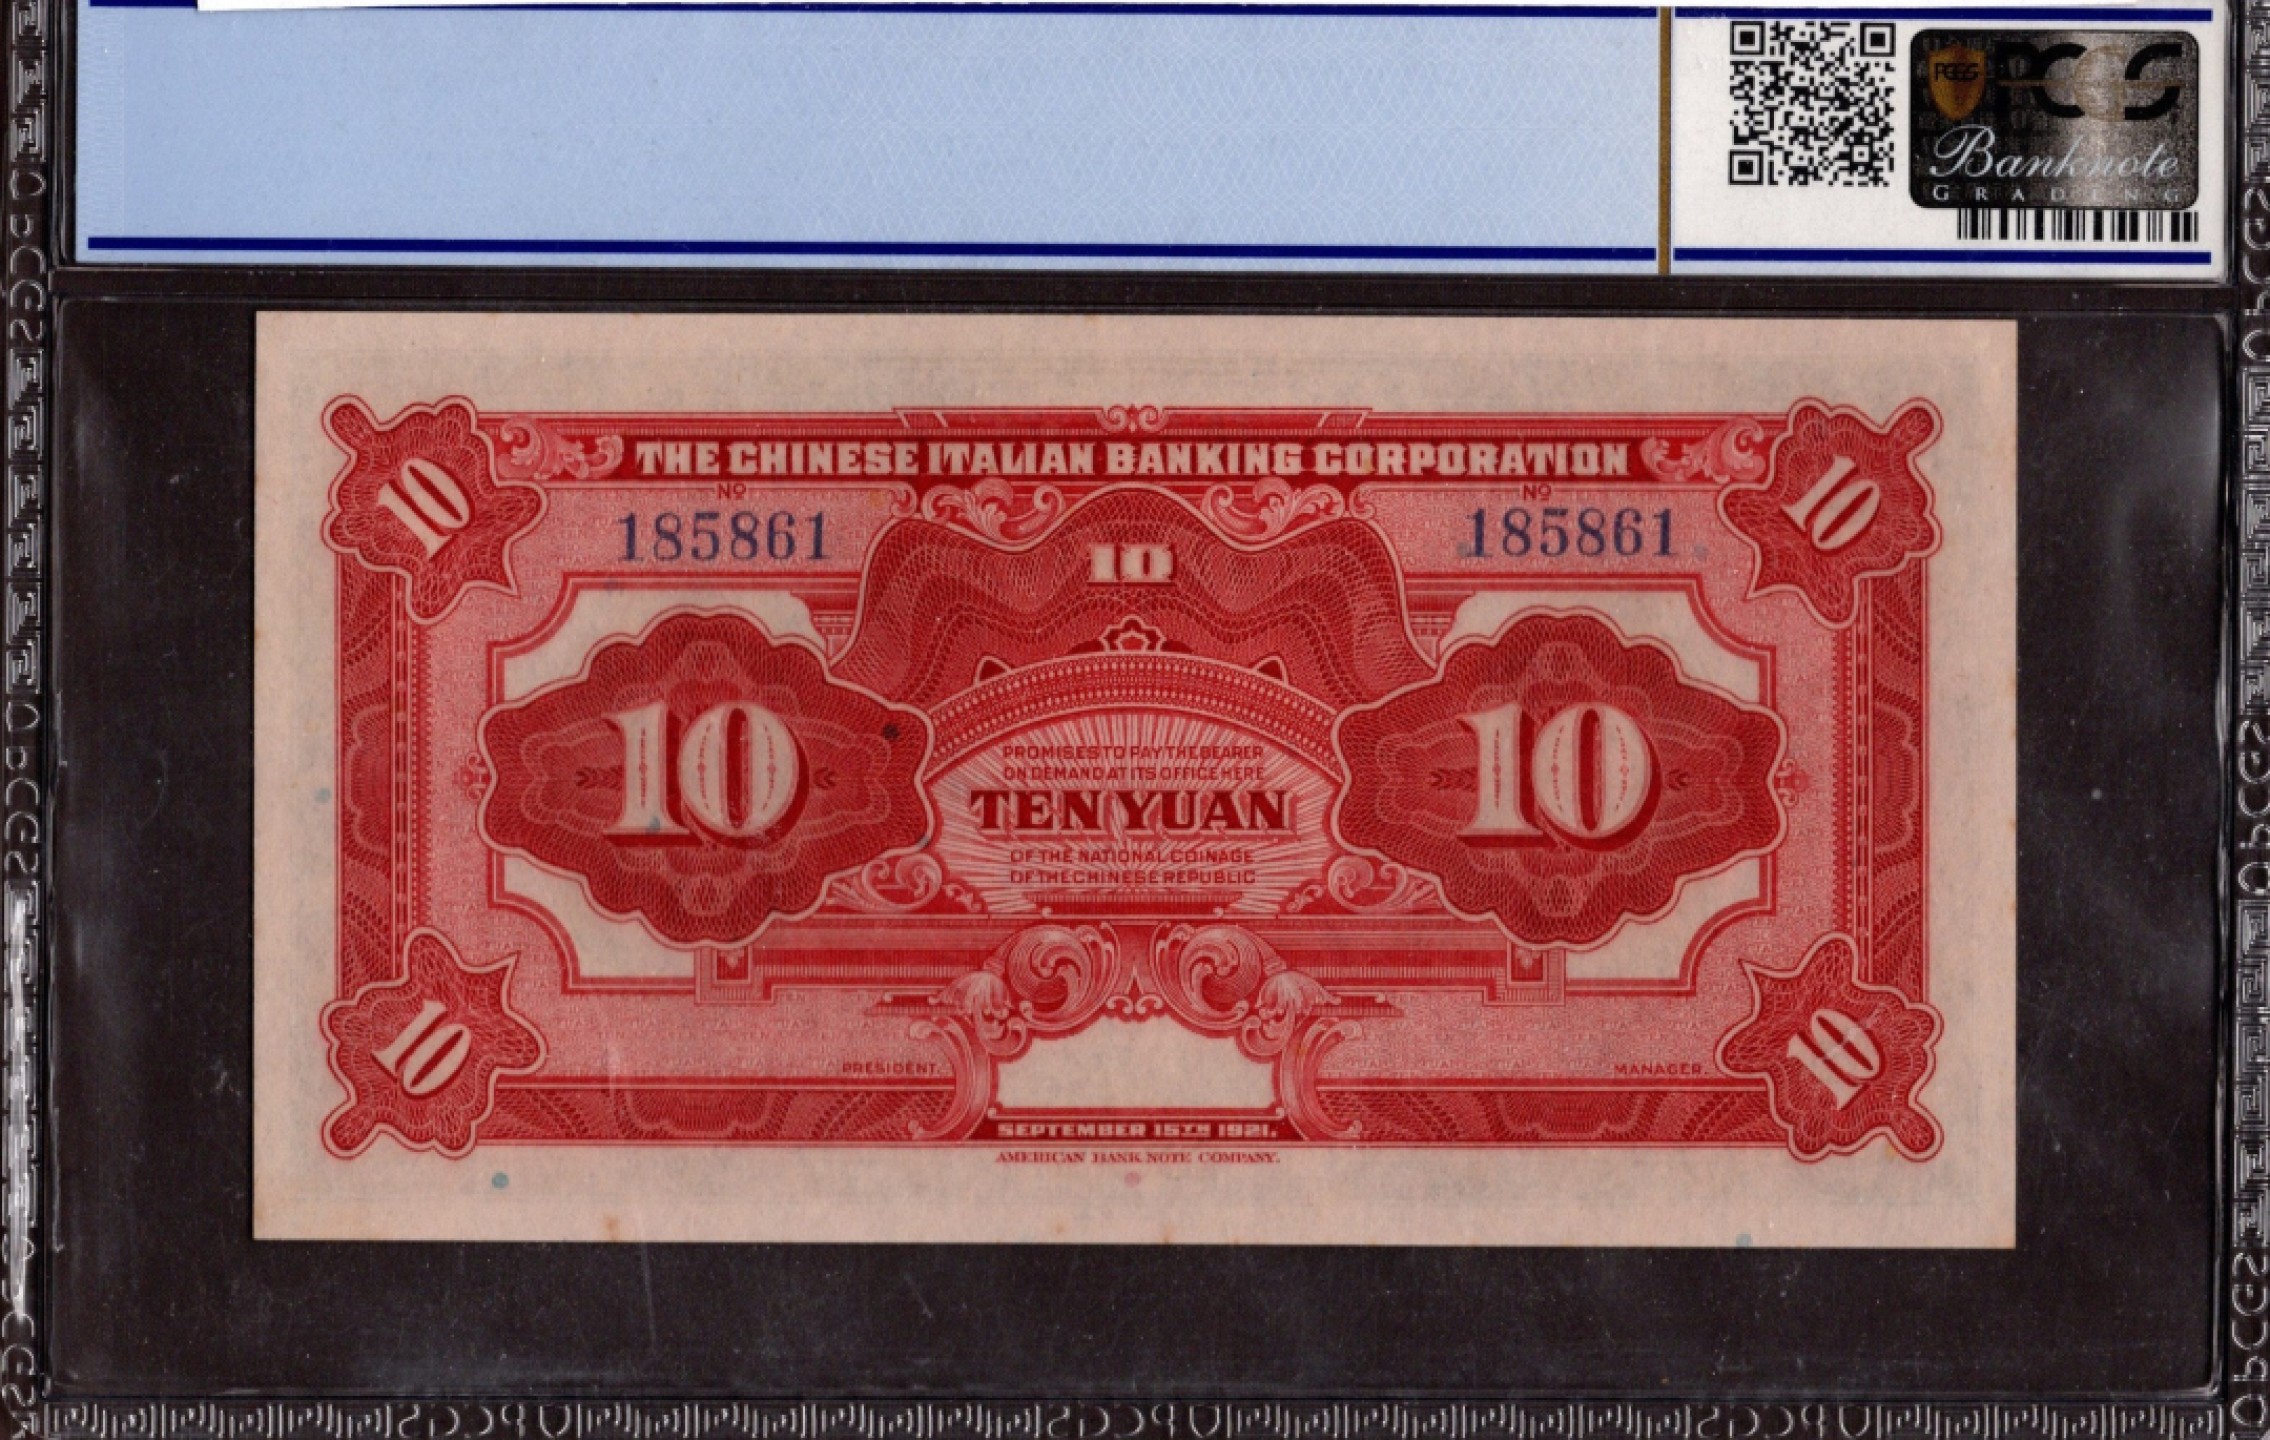 PCGS PCGS
Banknote
GRADING
THE CHINESE ITALIAN BANKING CORPORATION
Nº Nº
185861 185861
10 10 10
PROMISES TO PAY THE BEARER
ON DEMAND AT ITS OFFICE HERE
10 TEN YUAN 10
OF THE NATIONAL COINAGE
OF THE CHINESE REPUBLIC
10 10
PRESIDENT. MANAGER.
SEPTEMBER 15TH 1921.
AMERICAN BANK NOTE COMPANY.